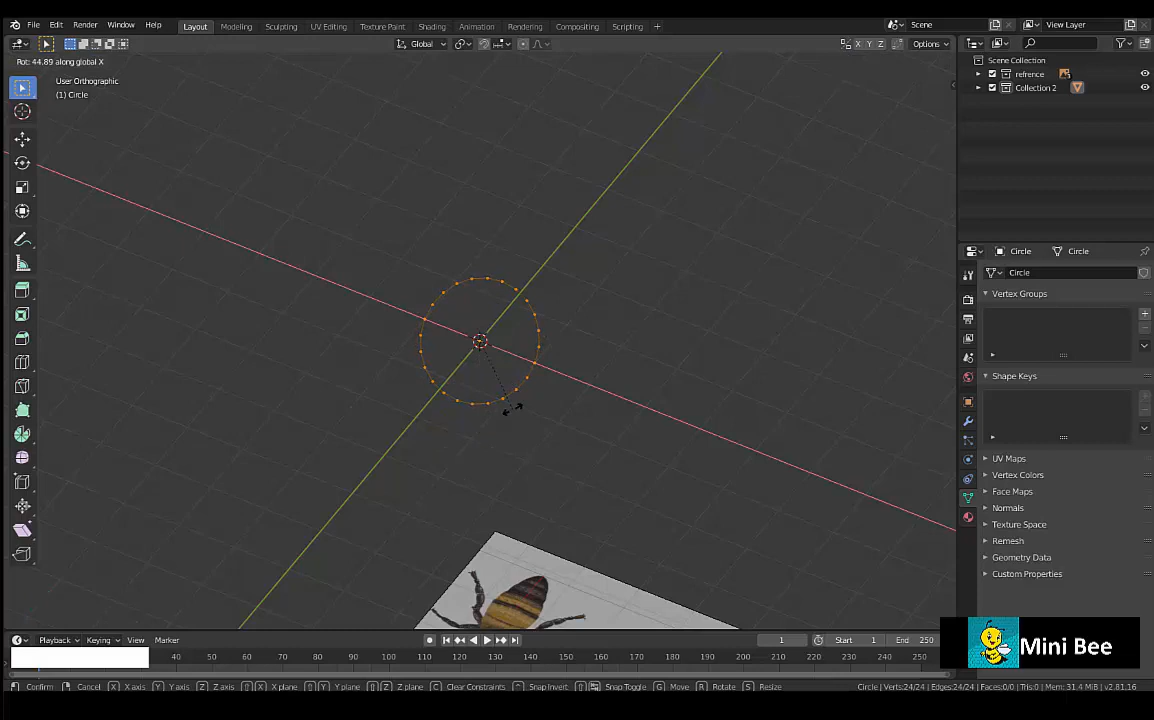 File Edit Render Window Help
Layout Modeling Sculpting UV Editing Texture Paint Shading Animation Rendering Compositing Scripting +
Scene
View Layer
Global
X Y Z Options
Rot: 44.89 along global X
User Orthographic
(1) Circle
Scene Collection
refrence
Collection 2
Circle Circle
Circle
Vertex Groups
Shape Keys
UV Maps
Vertex Colors
Face Maps
Normals
Texture Space
Remesh
Geometry Data
Custom Properties
Playback Keying View Marker
1 Start 1 End 250
40 50 60 70 80 90 100 110 120 130 140 150 160 170 180 190 200 210 220 230 240 250
Mini Bee
Confirm Cancel X X axis Y Y axis Z Z axis X X plane Y Y plane Z Z plane C Clear Constraints Snap Invert Snap Toggle G Move R Rotate S Resize
Circle | Verts:24/24 | Edges:24/24 | Faces:0/0 | Tris:0 | Mem: 31.4 MiB | v2.81.16